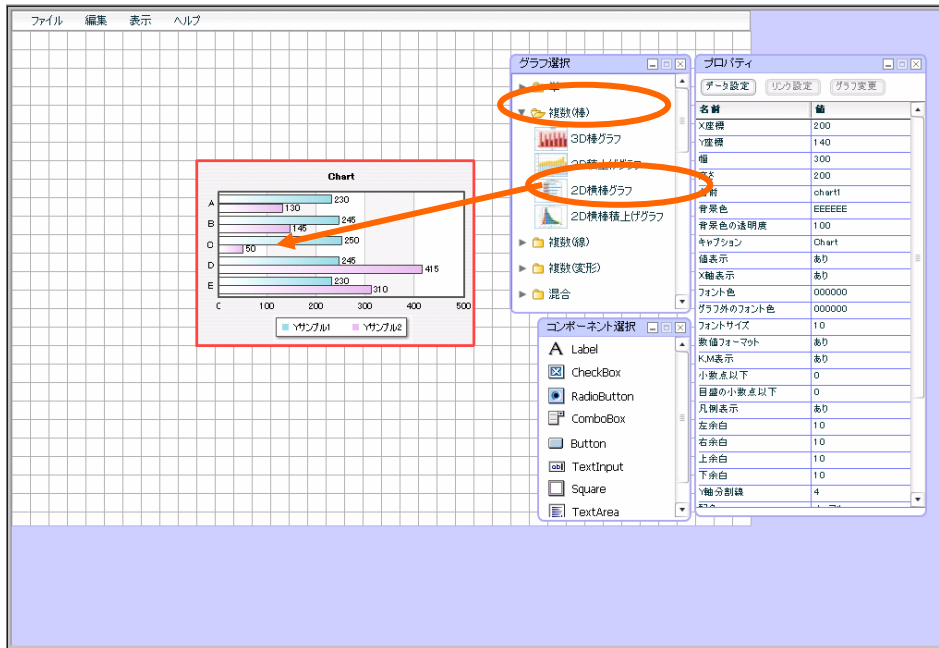 ファイル 編集 表示 ヘルプ
グラフ選択
複数(棒)
3D棒グラフ
2D横棒グラフ
2D横棒積上げグラフ
複数(線)
複数(変形)
混合
Chart
A 230
130
B 245
145
C 250
50
D 245
415
E 230
310
0 100 200 300 400 500
Yサンプル1 Yサンプル2
コンポーネント選択
Label
CheckBox
RadioButton
ComboBox
Button
TextInput
Square
TextArea
プロパティ
データ設定 リンク設定 グラフ変更
名前 値
X座標 200
Y座標 140
幅 300
200
chart1
背景色 EEEEEE
背景色の透明度 100
キャプション Chart
値表示 あり
X軸表示 あり
フォント色 000000
グラフ外のフォント色 000000
フォントサイズ 10
数値フォーマット あり
K,M表示 あり
小数点以下 0
目盛の小数点以下 0
凡例表示 あり
左余白 10
右余白 10
上余白 10
下余白 10
Y軸分割線 4